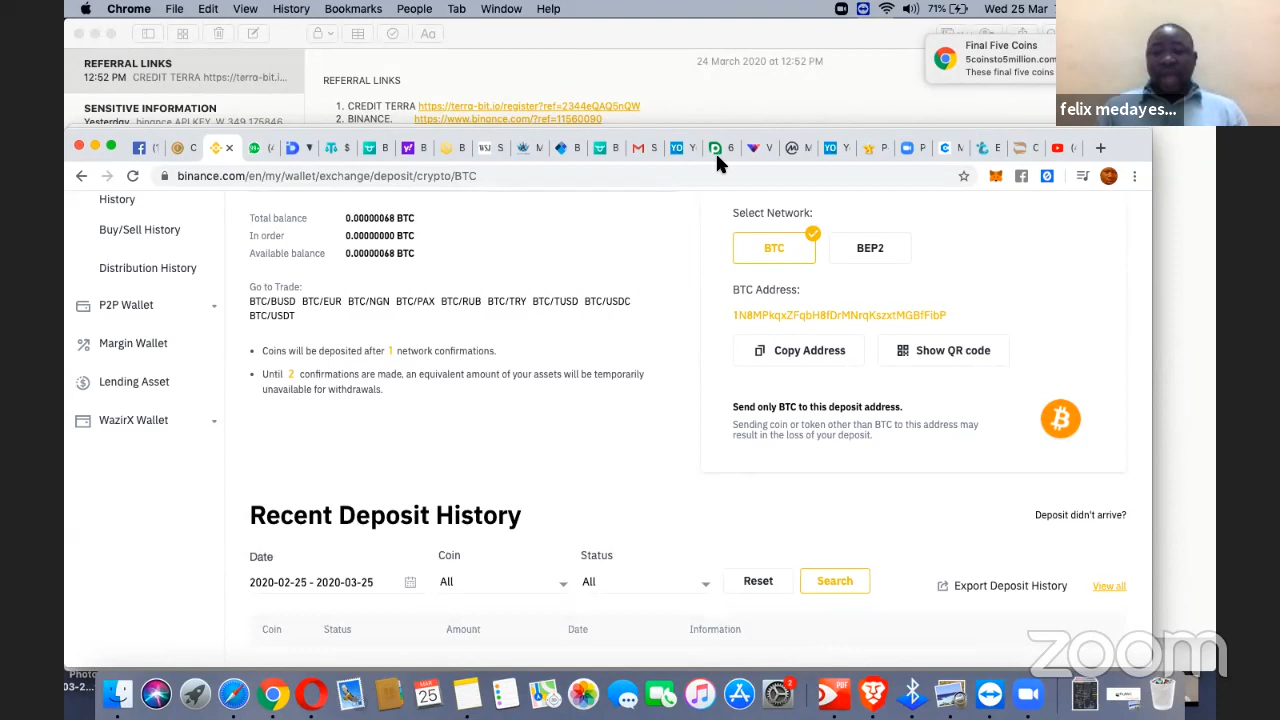 Chrome File Edit View History Bookmarks People Tab Window Help 71% Wed 25 Mar
REFERRAL LINKS
12:52 PM CREDIT TERRA https://terra-bit.i...
SENSITIVE INFORMATION
24 March 2020 at 12:52 PM
REFERRAL LINKS
1. CREDIT TERRA https://terra-bit.io/register?ref=2344eQAQ5nQW
2. BINANCE. https://www.binance.com/?ref=11560090
Final Five Coins
5coinsto5million.com
These final five coins
felix medayes...
binance.com/en/my/wallet/exchange/deposit/crypto/BTC
History
Buy/Sell History
Distribution History
P2P Wallet
Margin Wallet
Lending Asset
WazirX Wallet
Total balance 0.00000068 BTC
In order 0.00000000 BTC
Available balance 0.00000068 BTC
Go to Trade:
BTC/BUSD BTC/EUR BTC/NGN BTC/PAX BTC/RUB BTC/TRY BTC/TUSD BTC/USDC
BTC/USDT
• Coins will be deposited after 1 network confirmations.
• Until 2 confirmations are made, an equivalent amount of your assets will be temporarily
unavailable for withdrawals.
Select Network:
BTC BEP2
BTC Address:
1N8MPkqxZFqbH8fDrMNrqKszxtMGBfFibP
Copy Address Show QR code
Send only BTC to this deposit address.
Sending coin or token other than BTC to this address may
result in the loss of your deposit.
Recent Deposit History
Deposit didn't arrive?
Date Coin Status
2020-02-25 - 2020-03-25 All All Reset Search Export Deposit History View all
Coin Status Amount Date Information
zoom